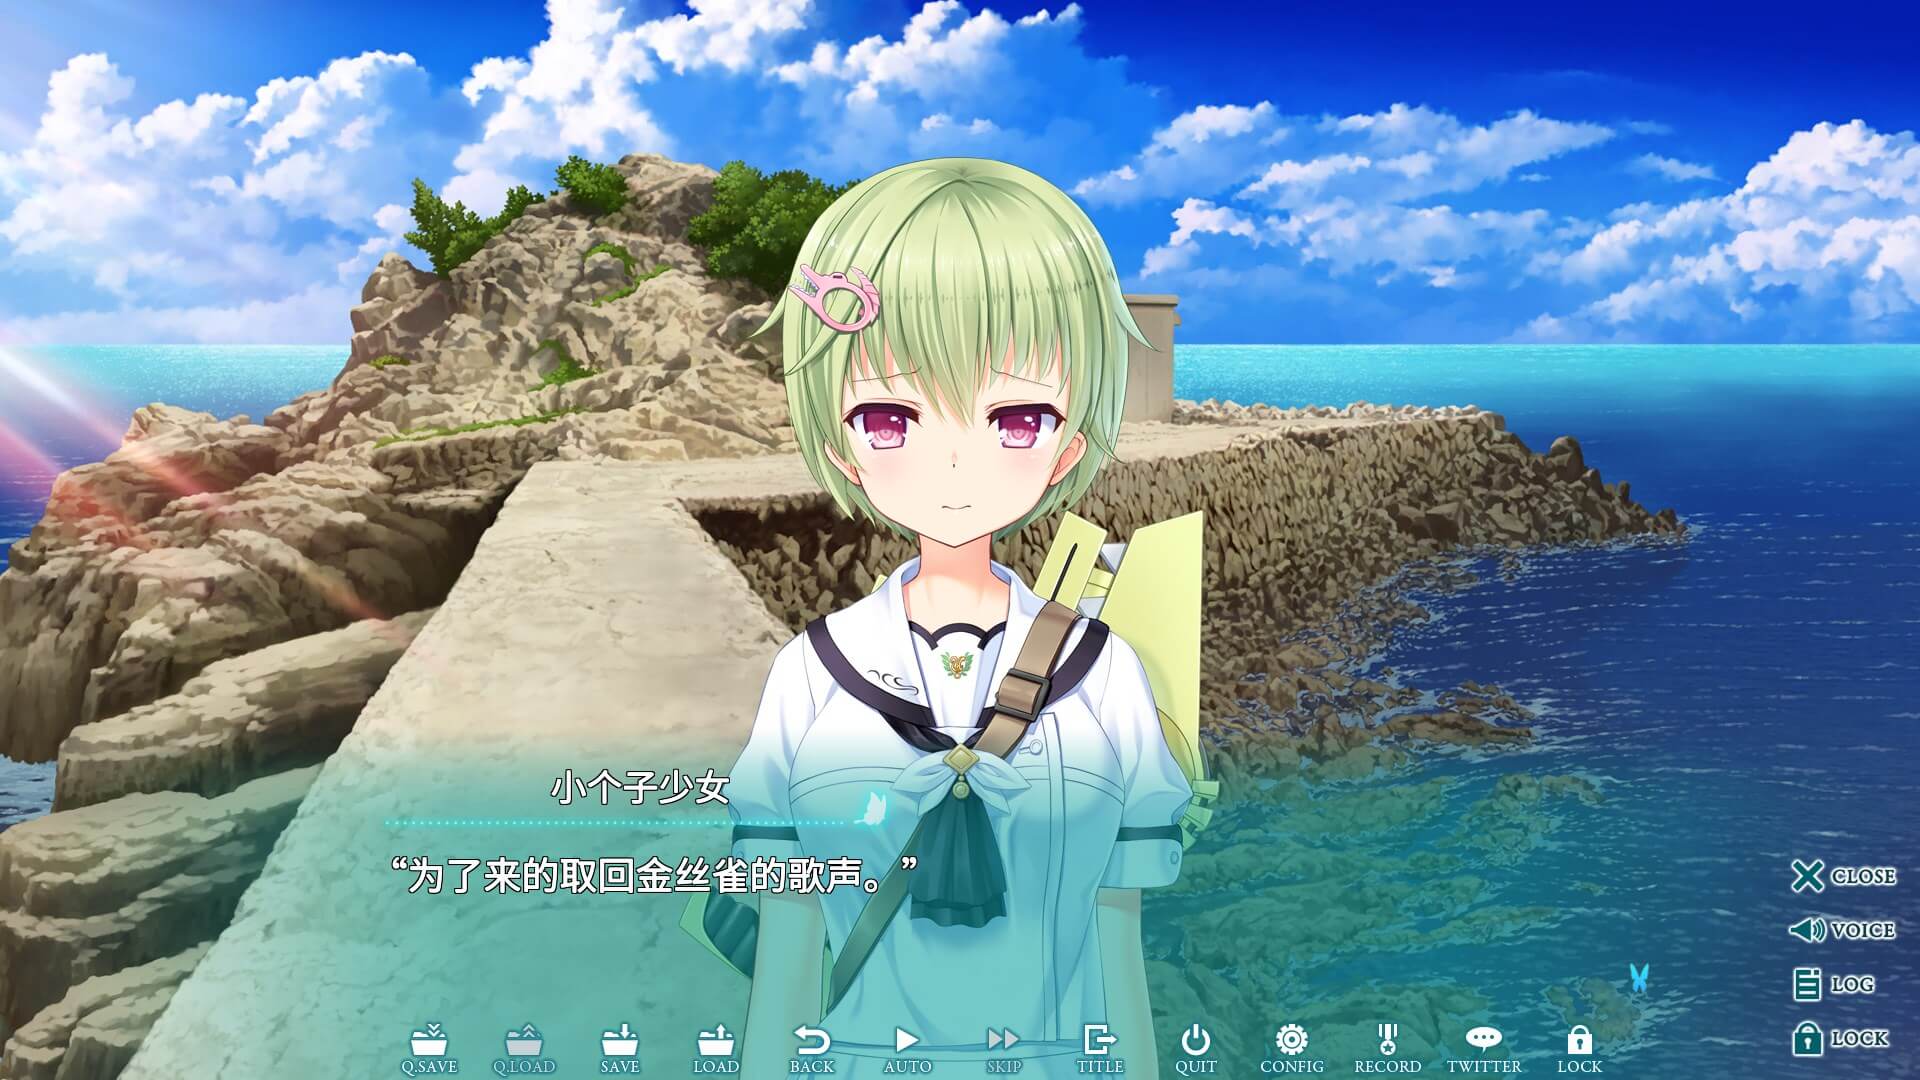 小个子少女
“为了来的取回金丝雀的歌声。”
CLOSE
VOICE
LOG
LOCK
Q.SAVE Q.LOAD SAVE LOAD BACK AUTO SKIP TITLE QUIT CONFIG RECORD TWITTER LOCK